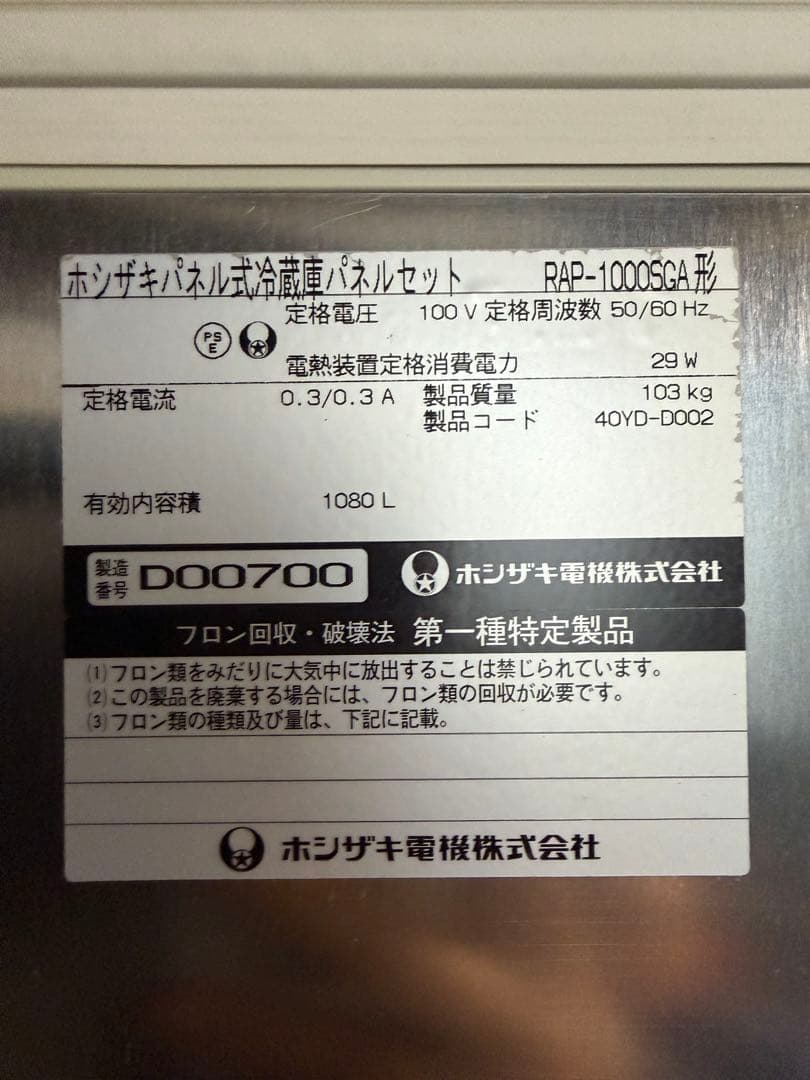 ホシザキパネル式冷蔵庫パネルセット RAP-1000SGA形
定格電圧 100 V 定格周波数 50/60 Hz
PS
E
電熱装置定格消費電力 29 W
定格電流 0.3/0.3 A 製品質量 103 kg
製品コード 40YD-D002
有効内容積 1080 L
製造番号 D00700 ホシザキ電機株式会社
フロン回収・破壊法 第一種特定製品
(1)フロン類をみだりに大気中に放出することは禁じられています。
(2)この製品を廃棄する場合には、フロン類の回収が必要です。
(3)フロン類の種類及び量は、下記に記載。
ホシザキ電機株式会社